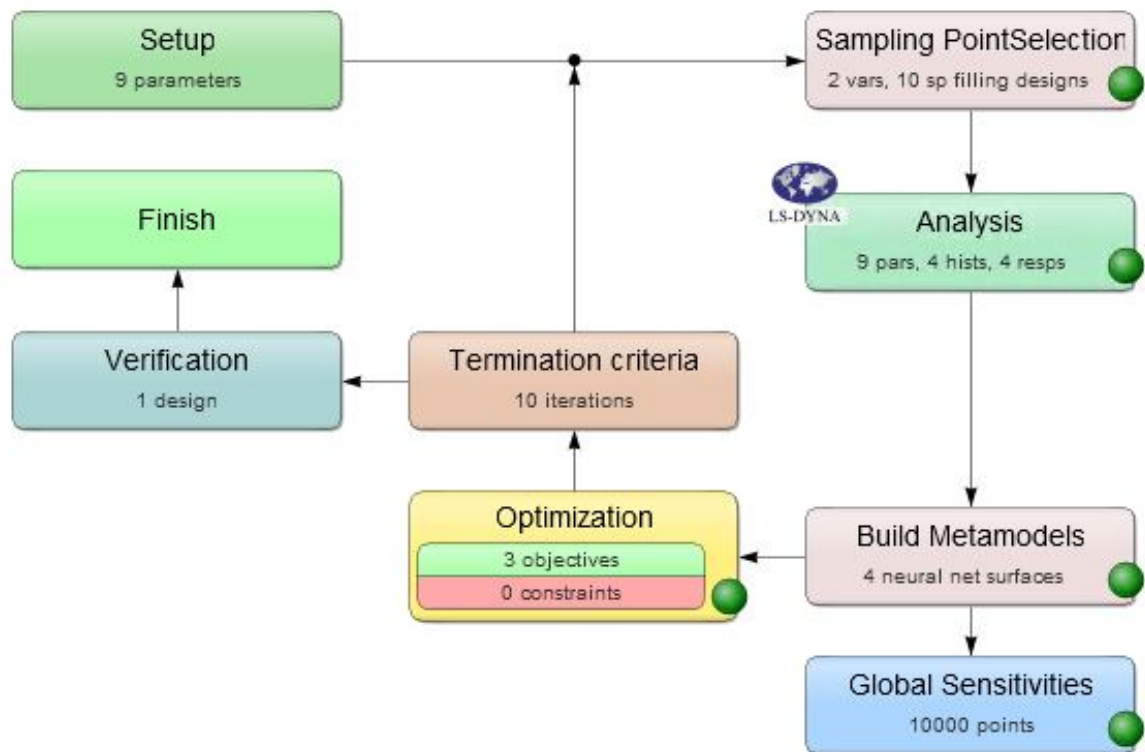 Setup
9 parameters
Sampling PointSelection
2 vars, 10 sp filling designs
LS-DYNA
Analysis
9 pars, 4 hists, 4 resps
Finish
Verification
1 design
Termination criteria
10 iterations
Optimization
3 objectives
0 constraints
Build Metamodels
4 neural net surfaces
Global Sensitivities
10000 points